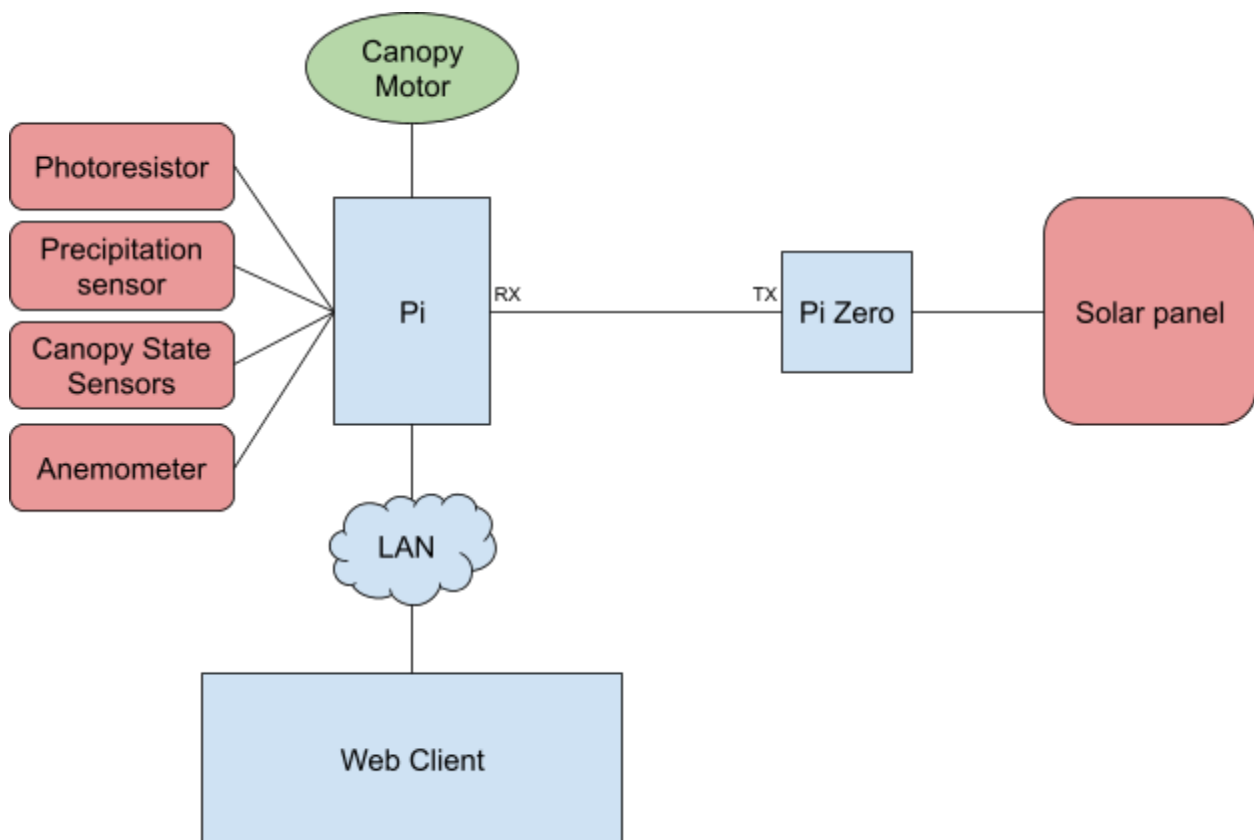 Canopy
Motor
Photoresistor
Precipitation
sensor
Canopy State
Sensors
Anemometer
Pi
RX
TX
Pi Zero
Solar panel
LAN
Web Client